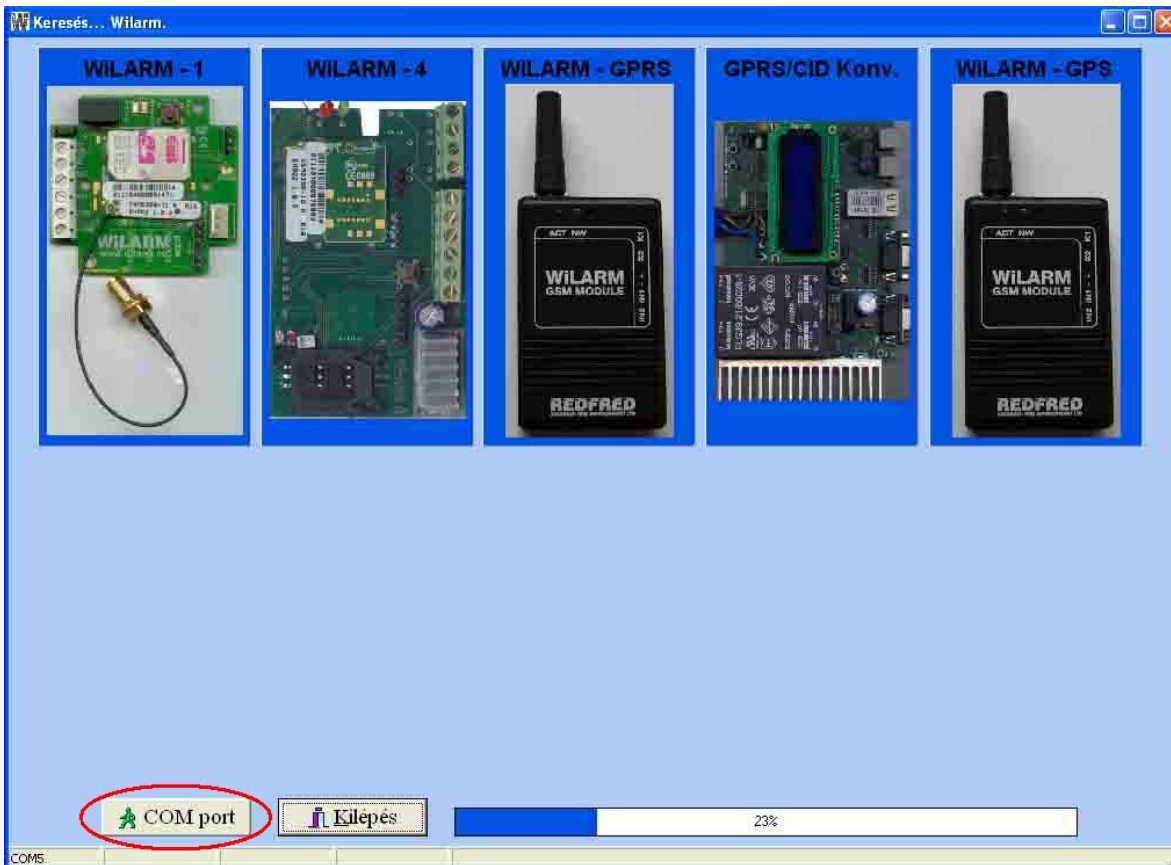 Keresés... Wilarm.
WiLARM - 1
WiLARM - 4
WiLARM - GPRS
GPRS/CID Konv.
WiLARM - GPS
WiLARM
ACT NW
WiLARM
GSM MODULE
REDFRED
ACT NW
WiLARM
GSM MODULE
REDFRED
COM port
Kilépés
23%
COM5